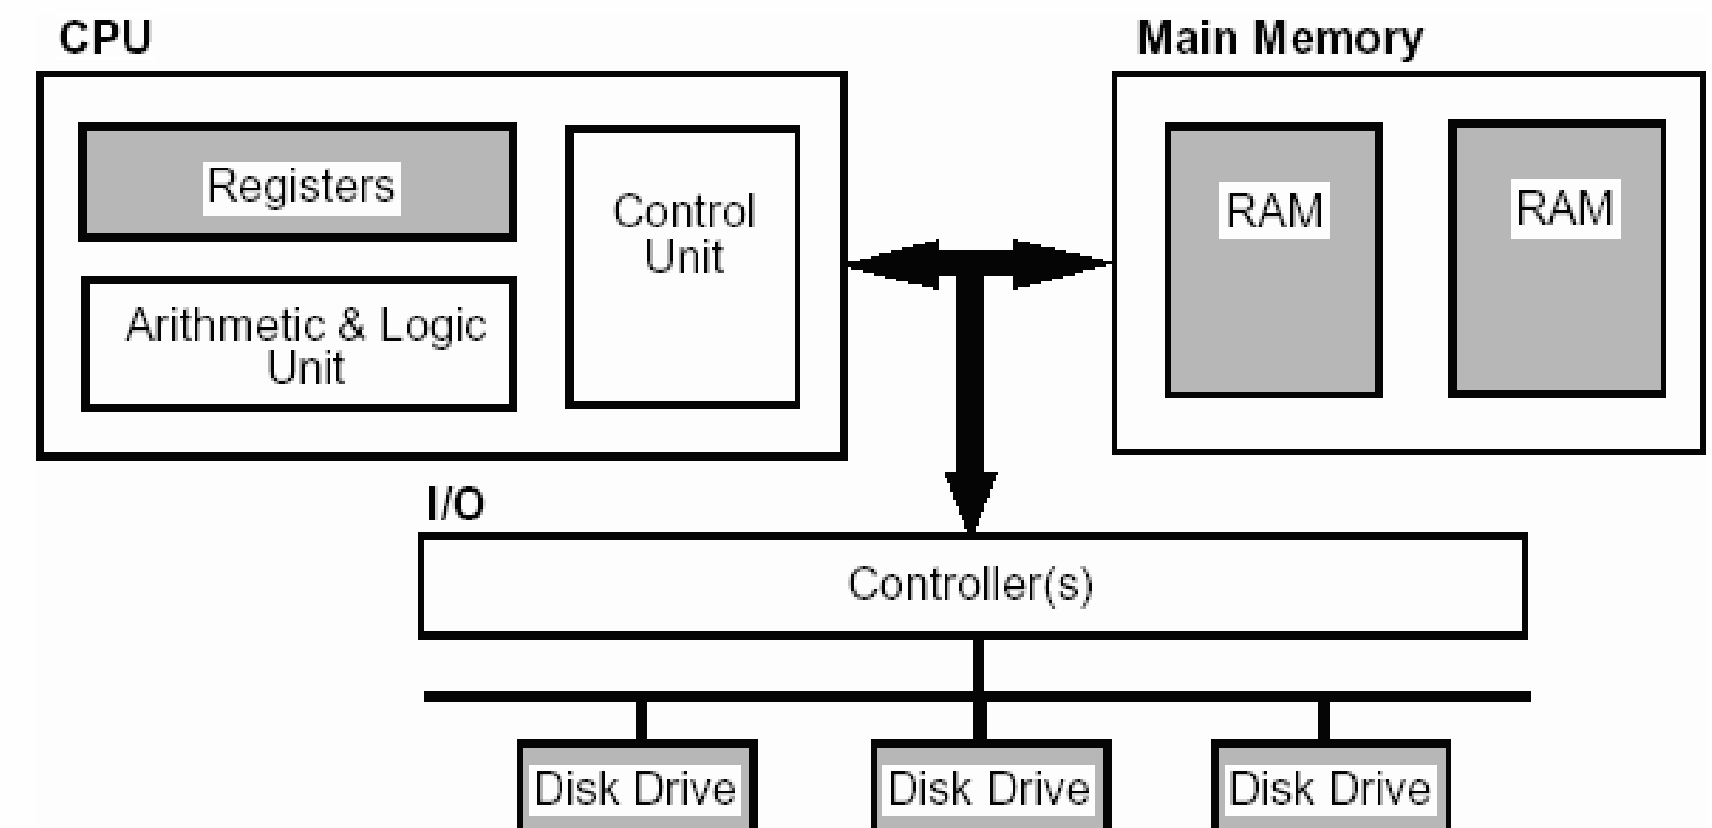 CPU
Main Memory
Registers
Control
Unit
Arithmetic & Logic
Unit
RAM
RAM
I/O
Controller(s)
Disk Drive
Disk Drive
Disk Drive